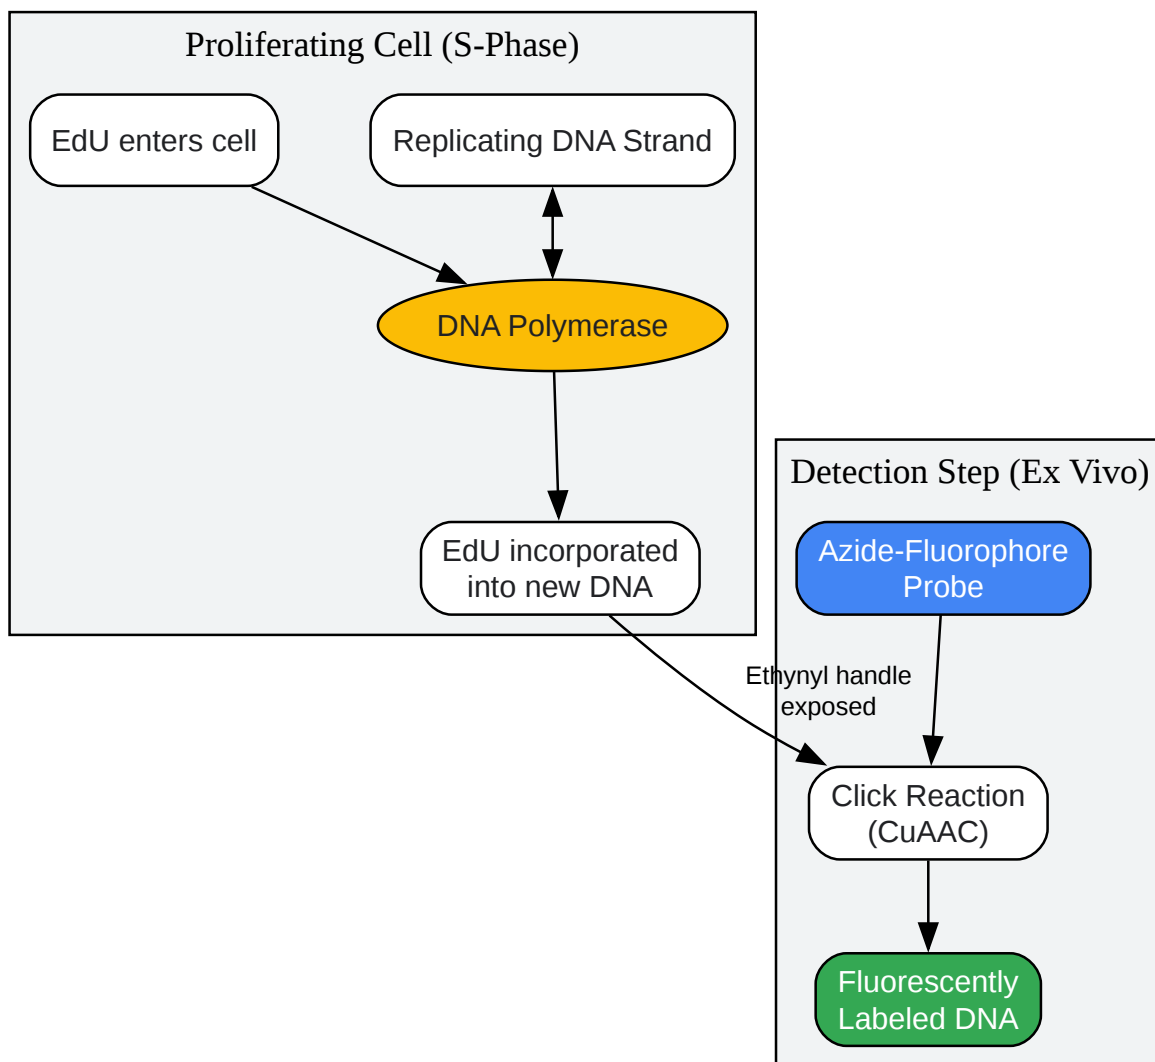 Proliferating Cell (S-Phase)
EdU enters cell
Replicating DNA Strand
DNA Polymerase
EdU incorporated
into new DNA
Detection Step (Ex Vivo)
Azide-Fluorophore
Probe
Ethynyl handle
exposed
Click Reaction
(CuAAC)
Fluorescently
Labeled DNA